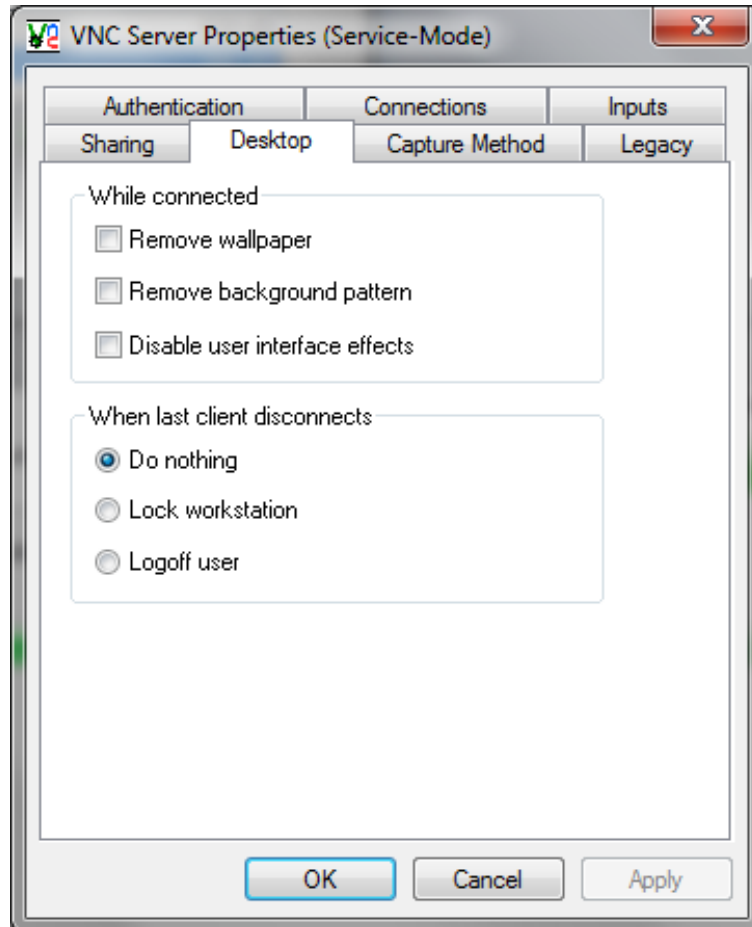 VNC Server Properties (Service-Mode)
Authentication Connections Inputs
Sharing Desktop Capture Method Legacy
While connected
Remove wallpaper
Remove background pattern
Disable user interface effects
When last client disconnects
Do nothing
Lock workstation
Logoff user
OK Cancel Apply